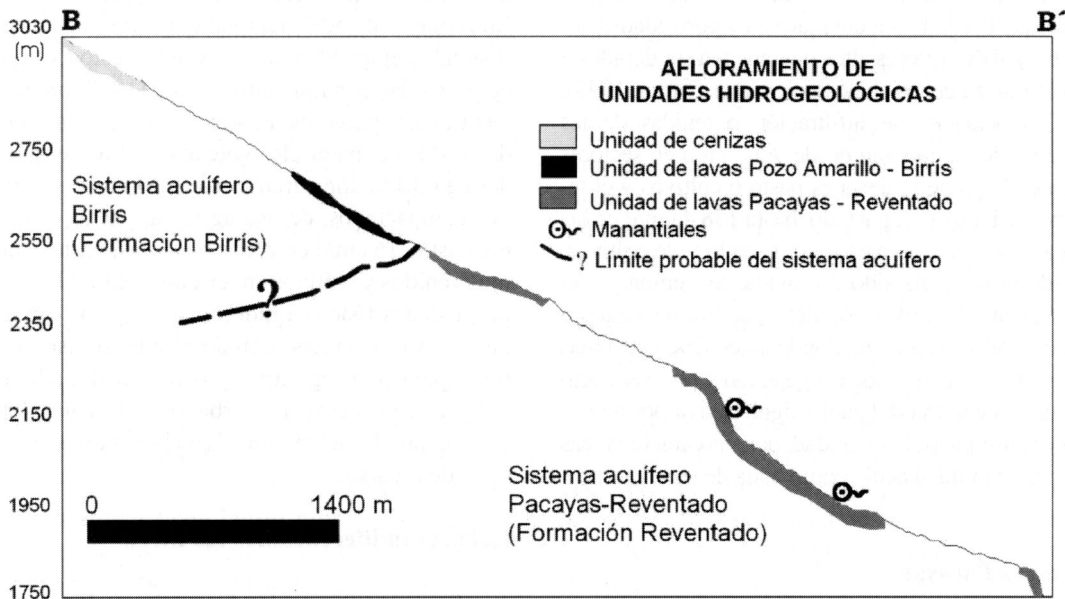 B
B´
3030
(m)
2750
2550
2350
2150
1950
1750
AFLORAMIENTO DE
UNIDADES HIDROGEOLÓGICAS
Unidad de cenizas
Unidad de lavas Pozo Amarillo - Birrís
Unidad de lavas Pacayas - Reventado
Manantiales
? Límite probable del sistema acuífero
Sistema acuífero
Birrís
(Formación Birrís)
?
Sistema acuífero
Pacayas-Reventado
(Formación Reventado)
0 1400 m